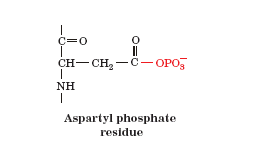 C=O
O
CH—CH₂—C—OPO₃⁻
NH
Aspartyl phosphate
residue